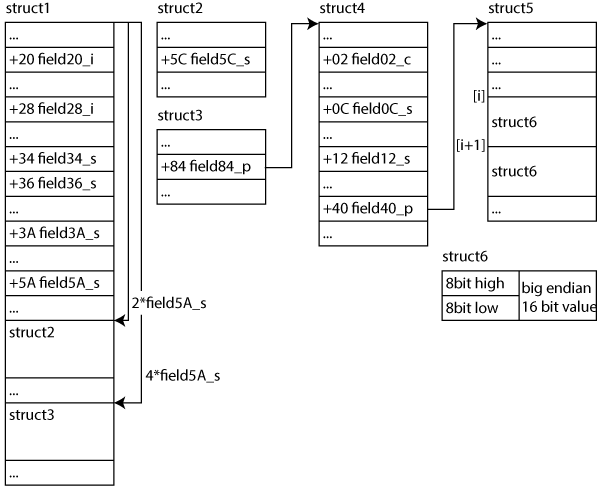 struct1
...
+20 field20_i
...
+28 field28_i
...
+34 field34_s
+36 field36_s
...
+3A field3A_s
...
+5A field5A_s
...
struct2
...
struct3
...
2*field5A_s
4*field5A_s
struct2
...
+5C field5C_s
...
struct3
...
+84 field84_p
...
struct4
...
+02 field02_c
...
+0C field0C_s
...
+12 field12_s
...
+40 field40_p
...
struct5
...
...
...
[i]
struct6
[i+1]
struct6
...
struct6
8bit high
8bit low
big endian
16 bit value